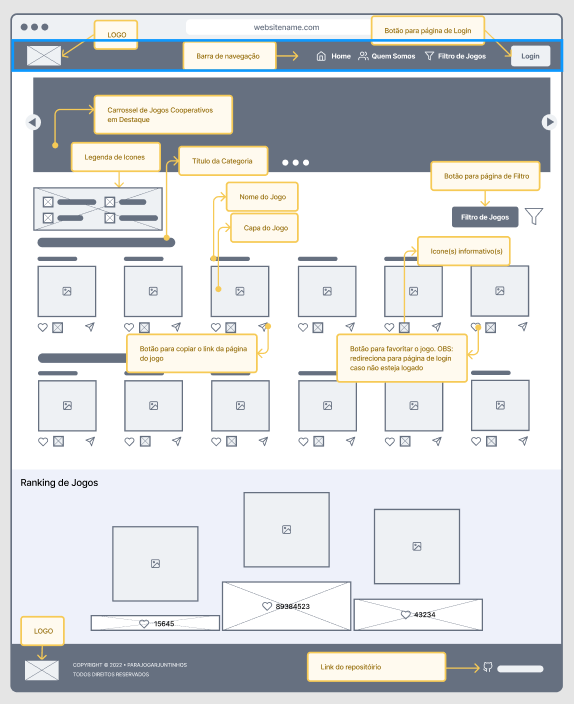 websitename.com
LOGO
Botão para página de Login
Barra de navegação
Home
Quem Somos
Filtro de Jogos
Login
Carrossel de Jogos Cooperativos
em Destaque
Legenda de Icones
Título da Categoria
Botão para página de Filtro
Nome do Jogo
Filtro de Jogos
Capa do Jogo
Icone(s) informativo(s)
Botão para copiar o link da página
do jogo
Botão para favoritar o jogo. OBS:
redireciona para página de login
caso não esteja logado
Ranking de Jogos
15645
89384523
43234
LOGO
COPYRIGHT © 2022 • PARAJOGARJUNTINHOS
TODOS DIREITOS RESERVADOS
Link do repositóirio